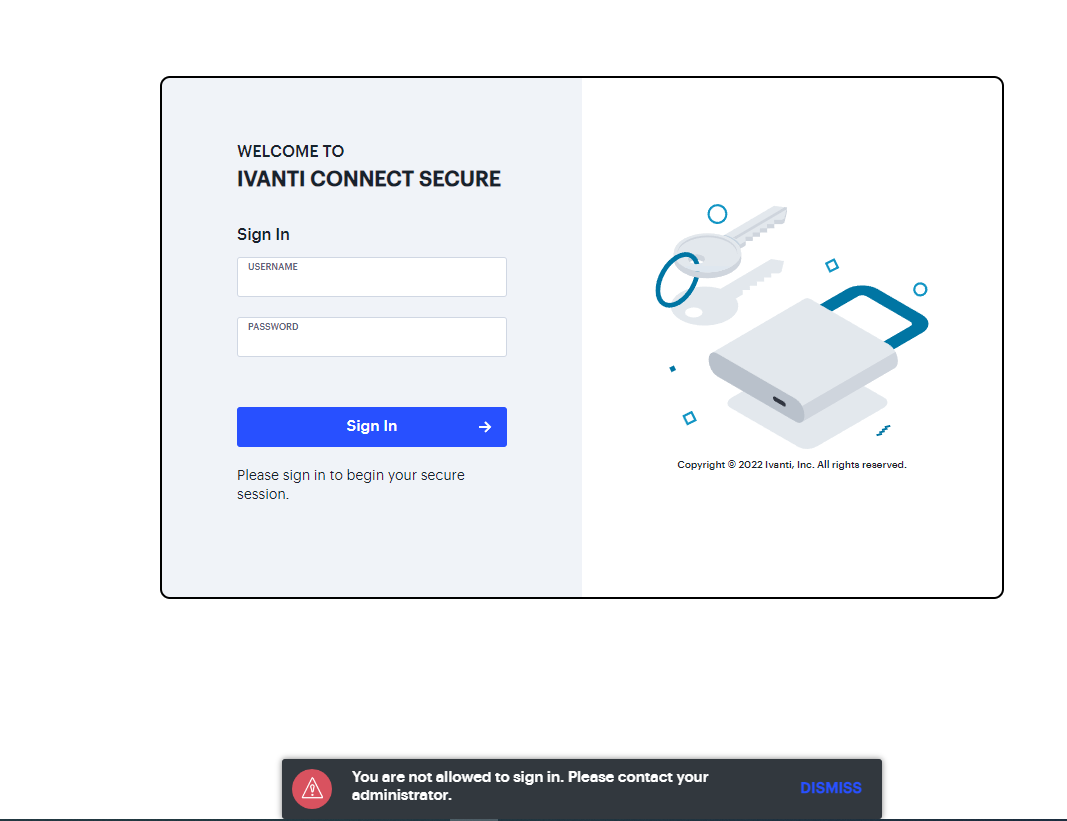 WELCOME TO
IVANTI CONNECT SECURE
Sign In
USERNAME
PASSWORD
Sign In
Please sign in to begin your secure
session.
Copyright © 2022 Ivanti, Inc. All rights reserved.
You are not allowed to sign in. Please contact your
administrator.
DISMISS